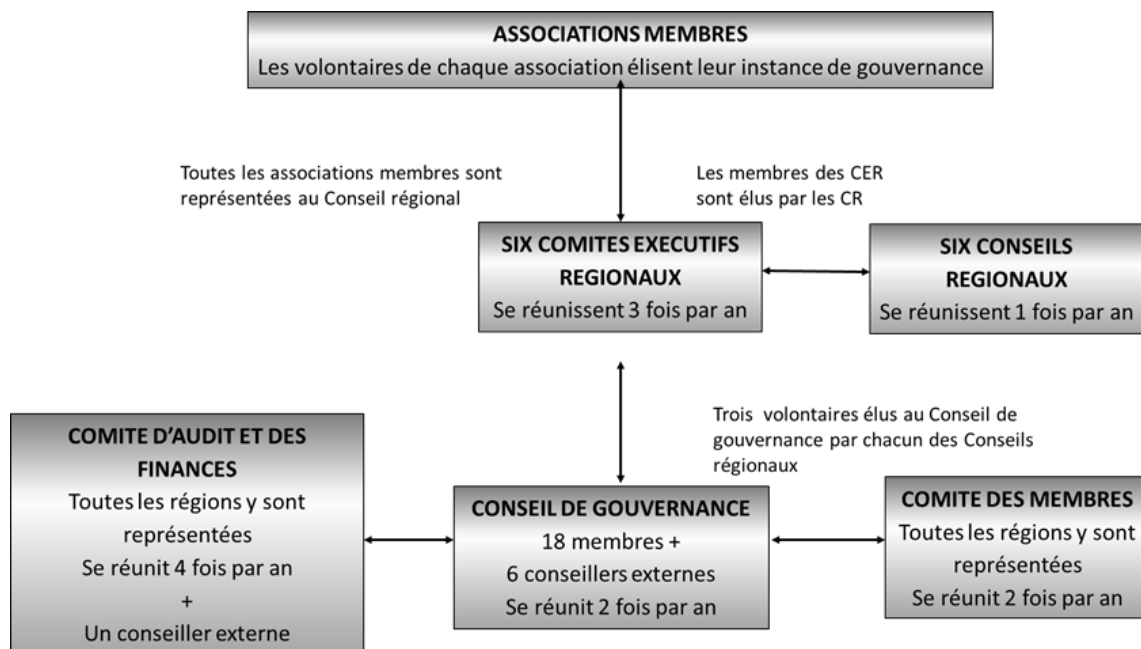 ASSOCIATIONS MEMBRES
Les volontaires de chaque association élisent leur instance de gouvernance
Toutes les associations membres sont
représentées au Conseil régional
Les membres des CER
sont élus par les CR
SIX COMITES EXECUTIFS
REGIONAUX
Se réunissent 3 fois par an
SIX CONSEILS
REGIONAUX
Se réunissent 1 fois par an
Trois volontaires élus au Conseil de
gouvernance par chacun des Conseils
régionaux
COMITE D'AUDIT ET DES
FINANCES
Toutes les régions y sont
représentées
Se réunit 4 fois par an
+
Un conseiller externe
CONSEIL DE GOUVERNANCE
18 membres +
6 conseillers externes
Se réunit 2 fois par an
COMITE DES MEMBRES
Toutes les régions y sont
représentées
Se réunit 2 fois par an